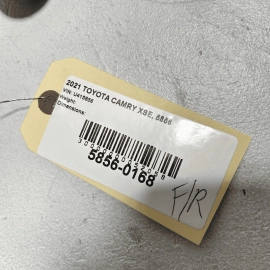 2021 TOYOTA CAMRY XSE, 5856
VIN: U415856
Weight:
Dimensions:
5856-0168
F/R